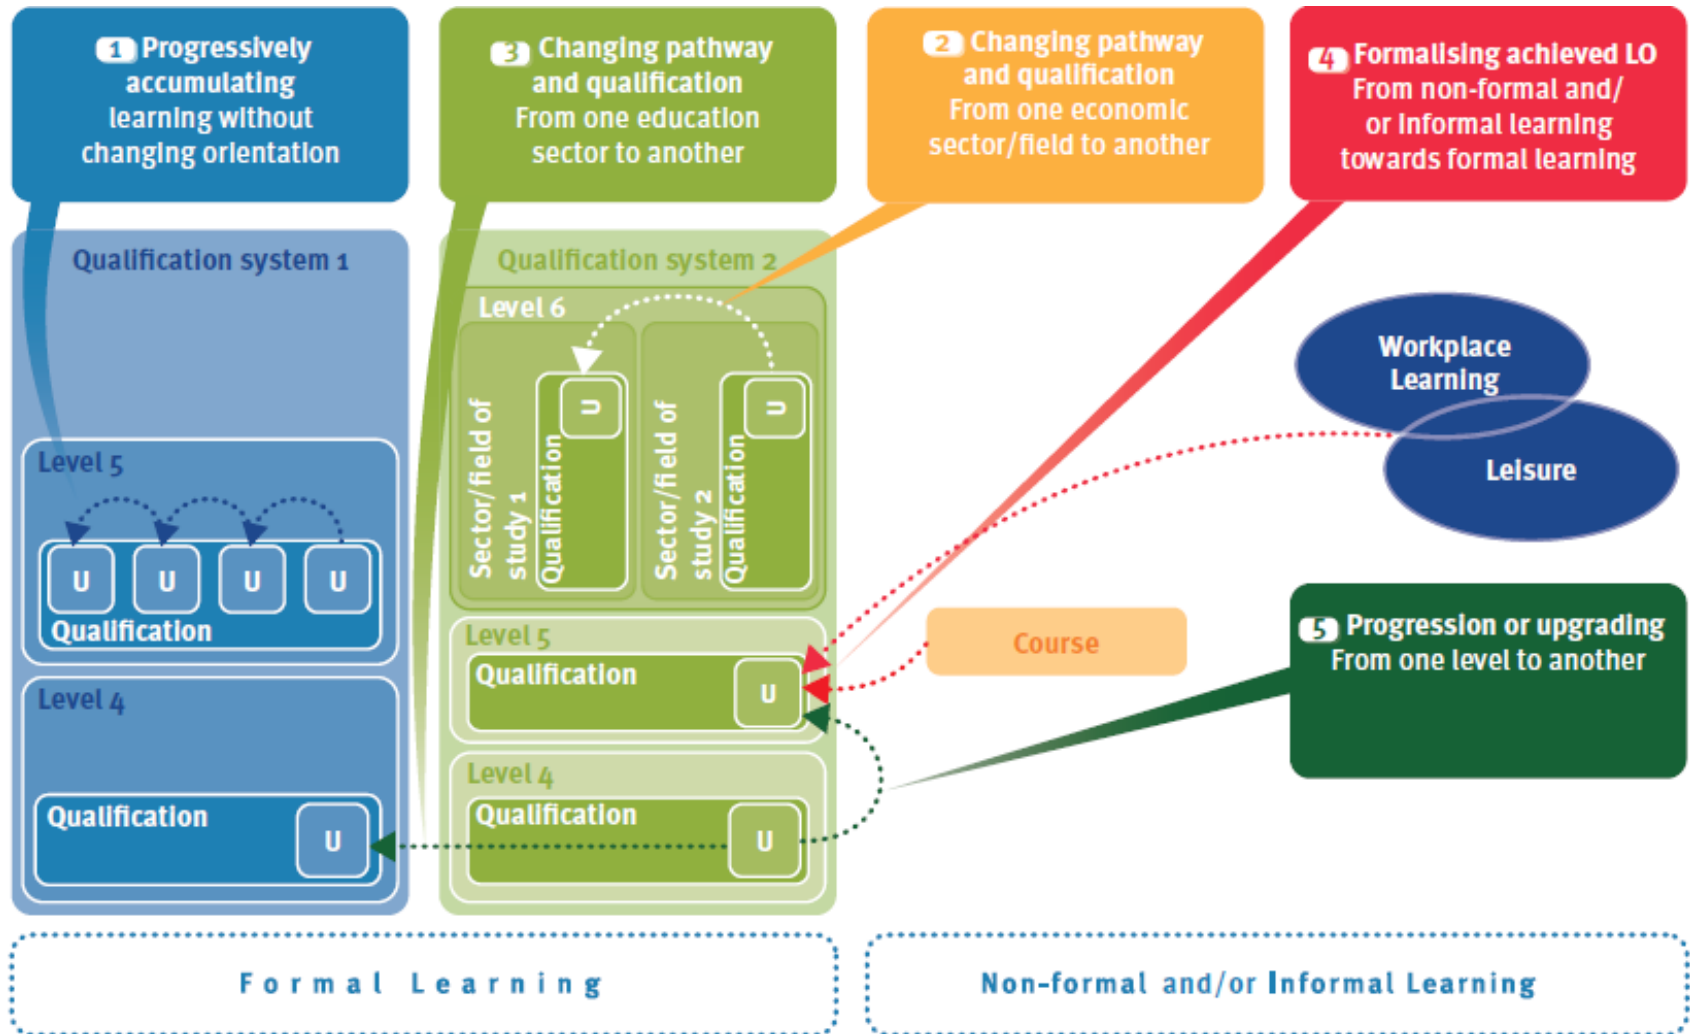 1 Progressively
accumulating
learning without
changing orientation
3 Changing pathway
and qualification
From one education
sector to another
2 Changing pathway
and qualification
From one economic
sector/field to another
4 Formalising achieved LO
From non-formal and/
or informal learning
towards formal learning
Qualification system 1
Level 5
U
U
U
U
Qualification
Level 4
Qualification
U
Qualification system 2
Level 6
Sector/field of
study 1
Qualification
U
Sector/field of
study 2
Qualification
U
Level 5
Qualification
U
Level 4
Qualification
U
Workplace
Learning
Leisure
Course
5 Progression or upgrading
From one level to another
Formal Learning
Non-formal and/or Informal Learning